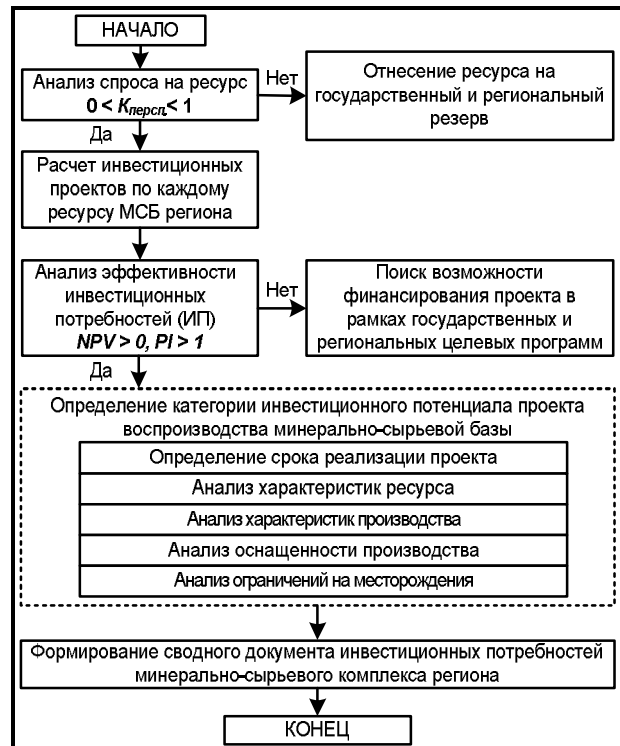 НАЧАЛО
Анализ спроса на ресурс
0 < Kперсп.< 1
Нет
Отнесение ресурса на
государственный и региональный
резерв
Да
Расчет инвестиционных
проектов по каждому
ресурсу МСБ региона
Анализ эффективности
инвестиционных
потребностей (ИП)
NPV > 0, PI > 1
Нет
Поиск возможности
финансирования проекта в
рамках государственных и
региональных целевых программ
Да
Определение категории инвестиционного потенциала проекта
воспроизводства минерально-сырьевой базы
Определение срока реализации проекта
Анализ характеристик ресурса
Анализ характеристик производства
Анализ оснащенности производства
Анализ ограничений на месторождения
Формирование сводного документа инвестиционных потребностей
минерально-сырьевого комплекса региона
КОНЕЦ